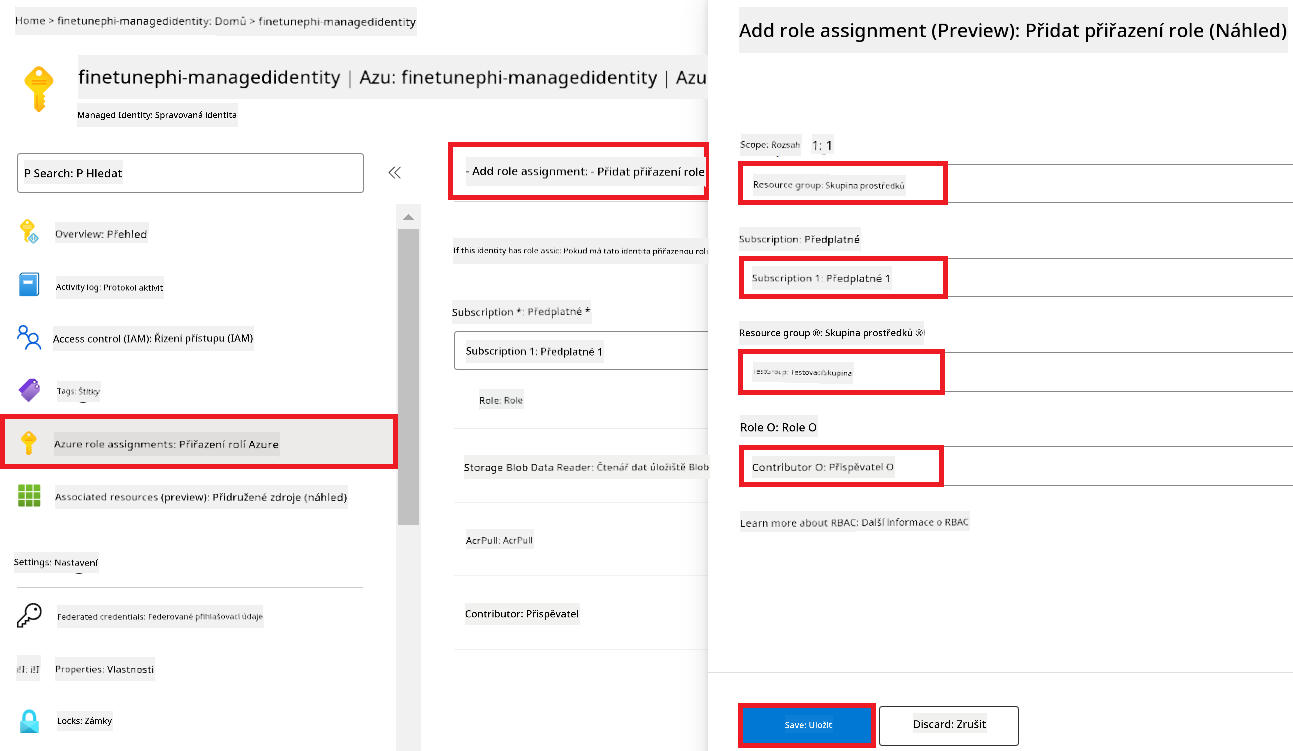 Home > finetunephi-managedidentity: Domů > finetunephi-managedidentity
finetunephi-managedidentity | Azu: finetunephi-managedidentity | Azu
Managed Identity: Spravovaná identita
P Search: P Hledat
Overview: Přehled
Activity log: Protokol aktivit
Access control (IAM): Řízení přístupu (IAM)
Tags: Štítky
Azure role assignments: Přiřazení rolí Azure
Associated resources (preview): Přidružené zdroje (náhled)
Settings: Nastavení
Federated credentials: Federované přihlašovací údaje
Properties: Vlastnosti
Locks: Zámky
- Add role assignment: - Přidat přiřazení role
If this identity has role assic: Pokud má tato identita přiřazenou rol
Subscription *: Předplatné *
Subscription 1: Předplatné 1
Role: Role
Storage Blob Data Reader: Čtenář dat úložiště Blob
AcrPull: AcrPull
Contributor: Přispěvatel
Add role assignment (Preview): Přidat přiřazení role (Náhled)
Scope: Rozsah 1: 1
Resource group: Skupina prostředků
Subscription: Předplatné
Subscription 1: Předplatné 1
Resource group ®: Skupina prostředků ®
TestGroup: TestovacíSkupina
Role O: Role O
Contributor O: Přispěvatel O
Learn more about RBAC: Další informace o RBAC
Save: Uložit
Discard: Zrušit